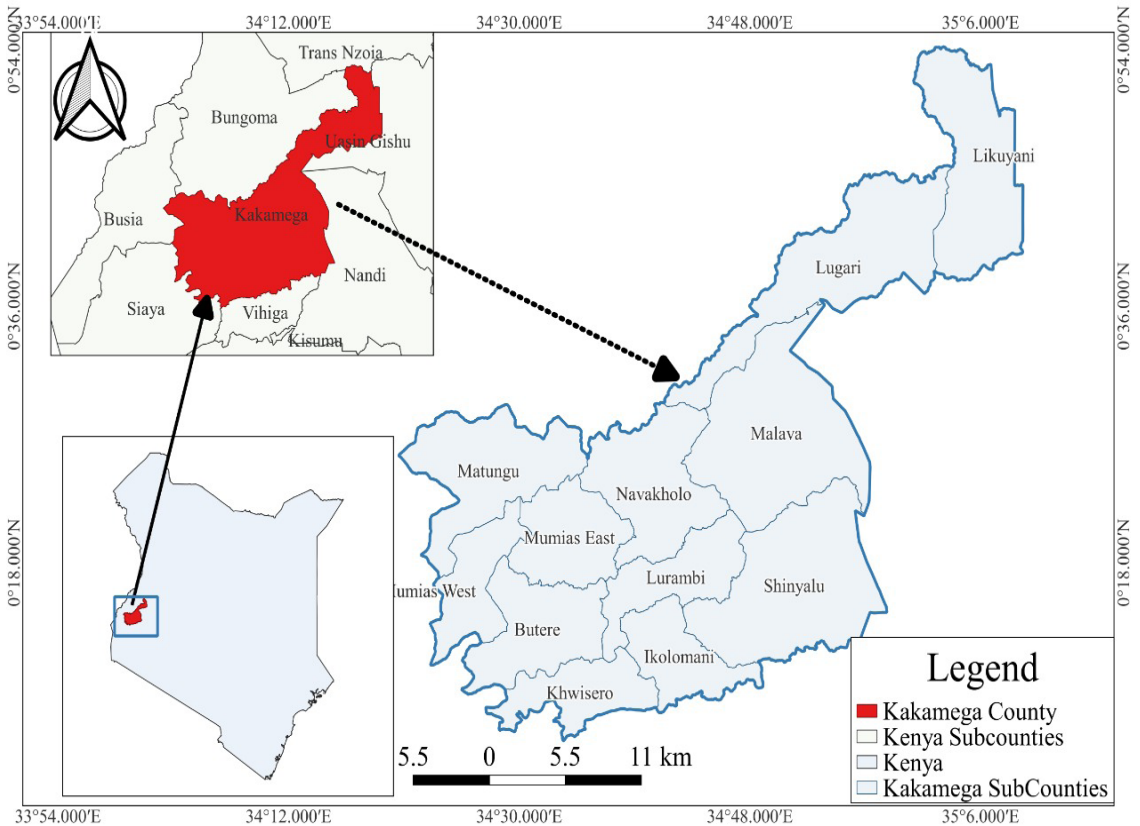 33°54.000'E 34°12.000'E 34°30.000'E 34°48.000'E 35°6.000'E
0°54.000'N
0°54.000'N
Trans Nzoia
Bungoma
Uasin Gishu
Likuyani
Kakamega
Busia
Lugari
Nandi
0°36.000'N
0°36.000'N
Siaya
Vihiga
Kisumu
Malava
Matungu
Navakholo
Mumias East
0°18.000'N
0°18.000'N
Lurambi
Shinyalu
umias West
Butere
Ikolomani
Khwisero
Legend
Kakamega County
Kenya Subcounties
Kenya
Kakamega SubCounties
5.5 0 5.5 11 km
33°54.000'E 34°12.000'E 34°30.000'E 34°48.000'E 35°6.000'E